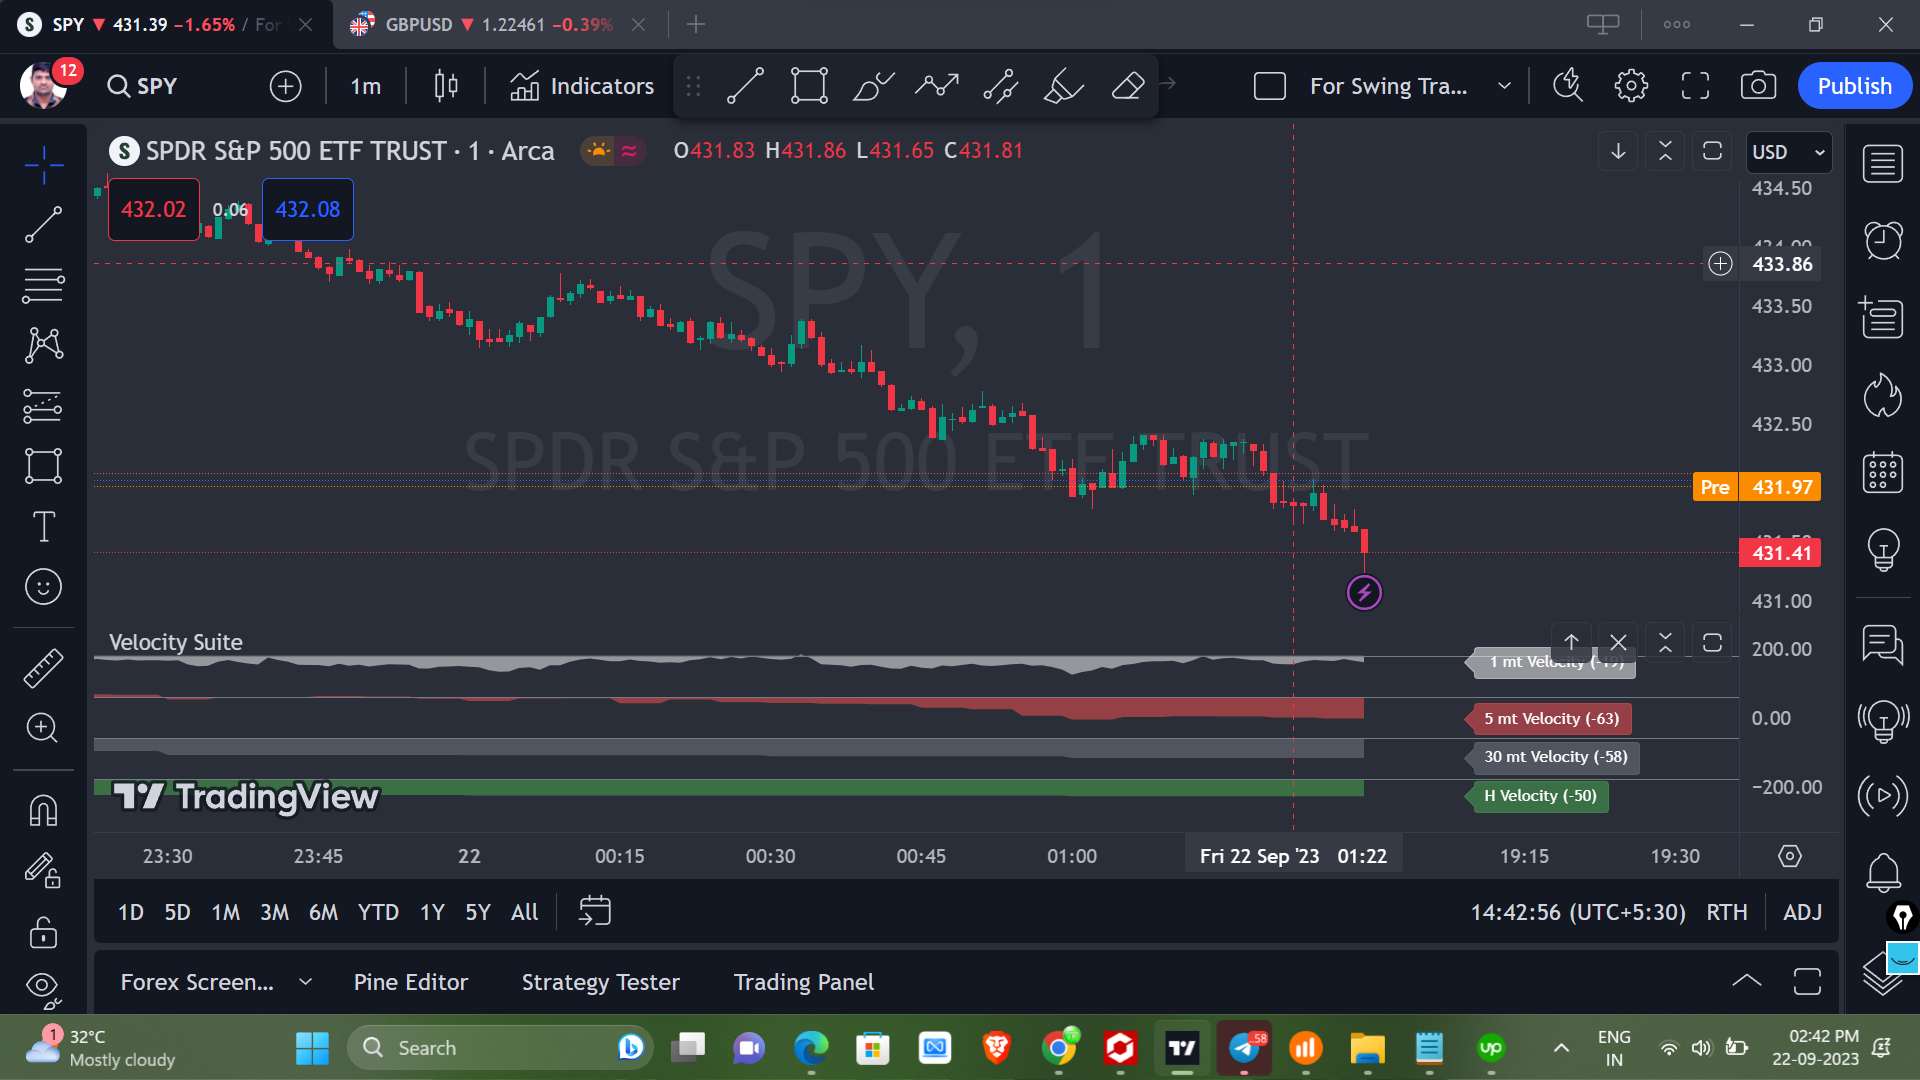 SPY ▼ 431.39 −1.65% / For
GBPUSD ▼ 1.22461 −0.39%
12
SPY
1m
Indicators
For Swing Tra...
Publish
S SPDR S&P 500 ETF TRUST · 1 · Arca
O431.83 H431.86 L431.65 C431.81
USD
432.02
0.06
432.08
SPY, 1
SPDR S&P 500 ETF TRUST
434.50
434.00
433.86
433.50
433.00
432.50
Pre 431.97
431.41
431.00
Velocity Suite
200.00
0.00
−200.00
1 mt Velocity (-19)
5 mt Velocity (-63)
30 mt Velocity (-58)
H Velocity (-50)
TradingView
23:30 23:45 22 00:15 00:30 00:45 01:00 Fri 22 Sep '23 01:22 19:15 19:30
1D 5D 1M 3M 6M YTD 1Y 5Y All
14:42:56 (UTC+5:30) RTH ADJ
Forex Screen... Pine Editor Strategy Tester Trading Panel
1
32°C
Mostly cloudy
Search
..58
up
ENG
IN
02:42 PM
22-09-2023